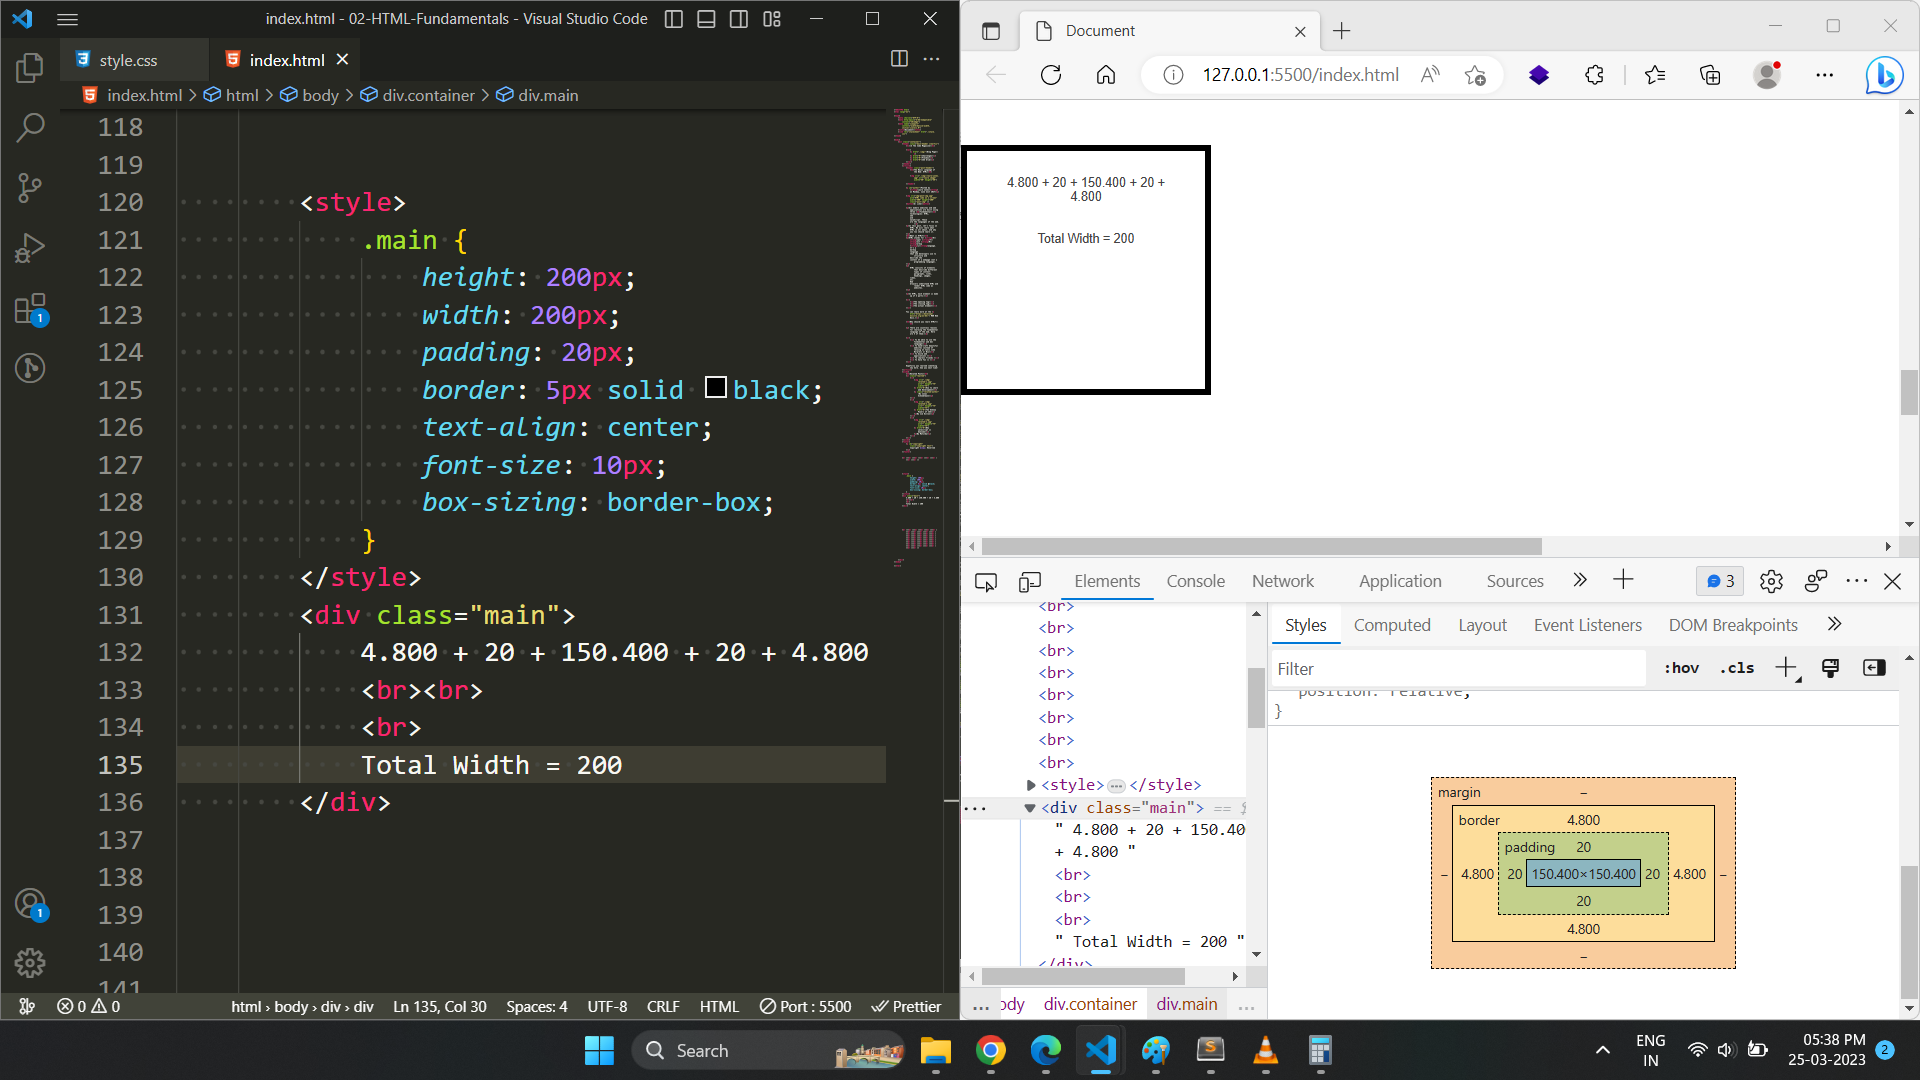 index.html - 02-HTML-Fundamentals - Visual Studio Code
style.css
index.html
index.html > html > body > div.container > div.main
118
119
120 <style>
121 .main {
122 height: 200px;
123 width: 200px;
124 padding: 20px;
125 border: 5px solid black;
126 text-align: center;
127 font-size: 10px;
128 box-sizing: border-box;
129 }
130 </style>
131 <div class="main">
132 4.800 + 20 + 150.400 + 20 + 4.800
133 <br><br>
134 <br>
135 Total Width = 200
136 </div>
137
138
139
140
141
1
1
0 0
html › body › div › div
Ln 135, Col 30
Spaces: 4
UTF-8
CRLF
HTML
Port : 5500
Prettier
Document
127.0.0.1:5500/index.html
4.800 + 20 + 150.400 + 20 +
4.800
Total Width = 200
Elements
Console
Network
Application
Sources
3
<br>
<br>
<br>
<br>
<br>
<br>
<br>
<br>
<style>…</style>
<div class="main"> ==
" 4.800 + 20 + 150.40
+ 4.800 "
<br>
<br>
<br>
" Total Width = 200 "
</div>
… ody div.container div.main …
Styles
Computed
Layout
Event Listeners
DOM Breakpoints
Filter
:hov .cls
position: relative;
}
margin –
border 4.800
padding 20
– 4.800 20 150.400×150.400 20 4.800 –
20
4.800
–
Search
ENG
IN
05:38 PM
25-03-2023
2